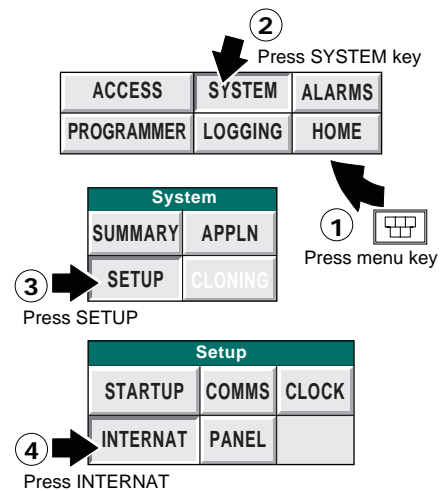 2
Press SYSTEM key
ACCESS SYSTEM ALARMS
PROGRAMMER LOGGING HOME
1
Press menu key
System
SUMMARY APPLN
3 SETUP CLONING
Press SETUP
Setup
STARTUP COMMS CLOCK
4 INTERNAT PANEL
Press INTERNAT